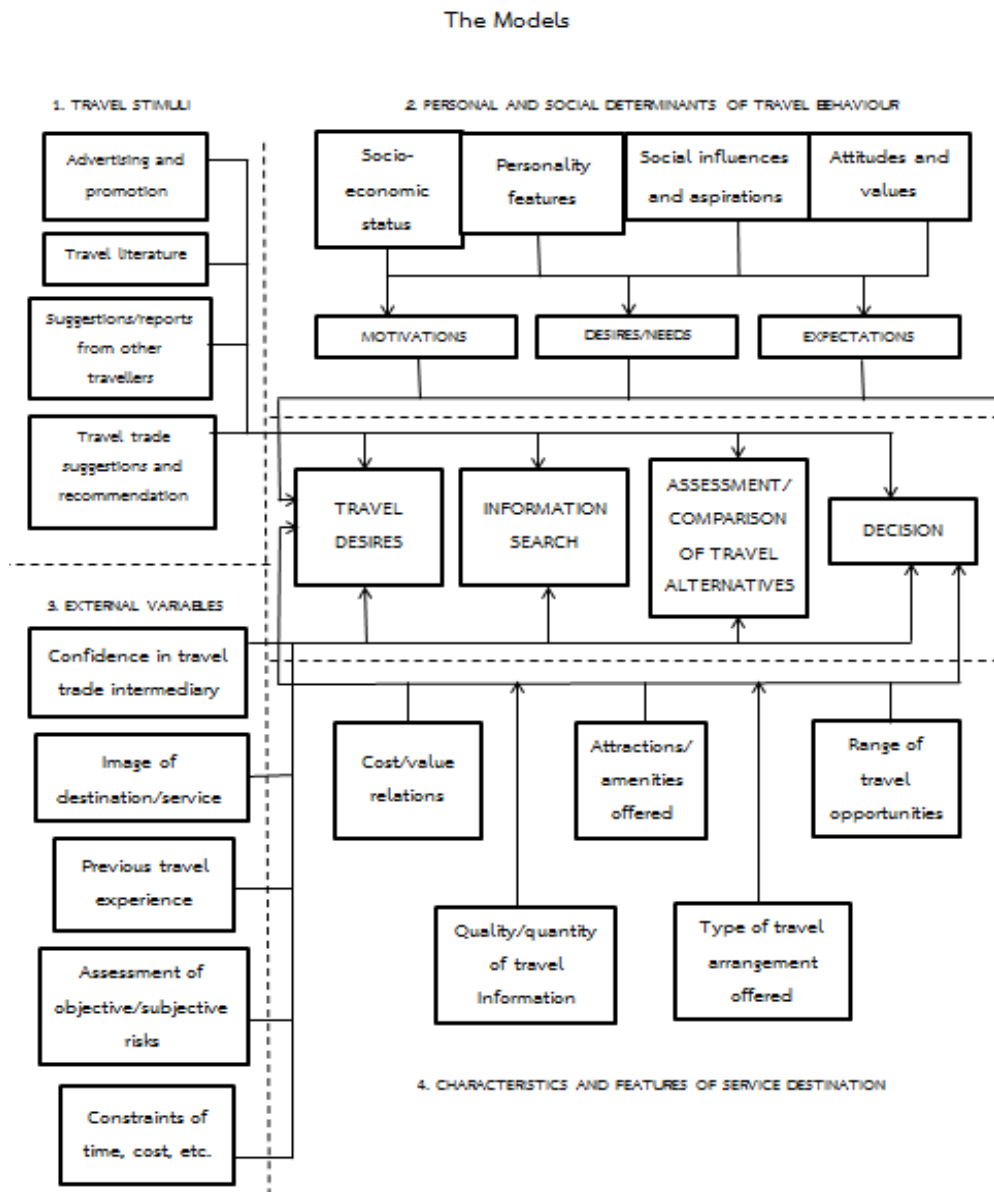 The Models
1. TRAVEL STIMULI
Advertising and
promotion
Travel literature
Suggestions/reports
from other
travellers
Travel trade
suggestions and
recommendation
2. PERSONAL AND SOCIAL DETERMINANTS OF TRAVEL BEHAVIOUR
Socio-
economic
status
Personality
features
Social influences
and aspirations
Attitudes and
values
MOTIVATIONS
DESIRES/NEEDS
EXPECTATIONS
TRAVEL
DESIRES
INFORMATION
SEARCH
ASSESSMENT/
COMPARISON
OF TRAVEL
ALTERNATIVES
DECISION
3. EXTERNAL VARIABLES
Confidence in travel
trade intermediary
Image of
destination/service
Previous travel
experience
Assessment of
objective/subjective
risks
Constraints of
time, cost, etc.
Cost/value
relations
Attractions/
amenities
offered
Range of
travel
opportunities
Quality/quantity
of travel
Information
Type of travel
arrangement
offered
4. CHARACTERISTICS AND FEATURES OF SERVICE DESTINATION